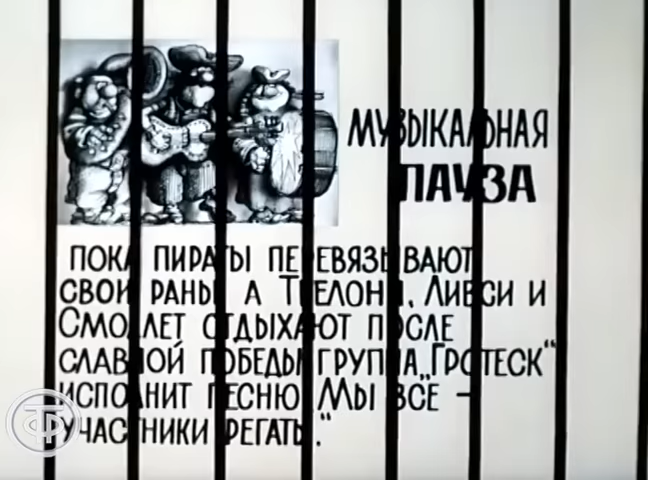 МУЗЫКАЛЬНАЯ
ПАУЗА
ПОКА ПИРАТЫ ПЕРЕВЯЗЫВАЮТ
СВОИ РАНЫ, А ТРЕЛОНИ, ЛИВСИ И
СМОЛЛЕТ ОТДЫХАЮТ ПОСЛЕ
СЛАВНОЙ ПОБЕДЫ ГРУППА „ГРОТЕСК“
ИСПОЛНИТ ПЕСНЮ „МЫ ВСЕ –
УЧАСТНИКИ РЕГАТЫ.“